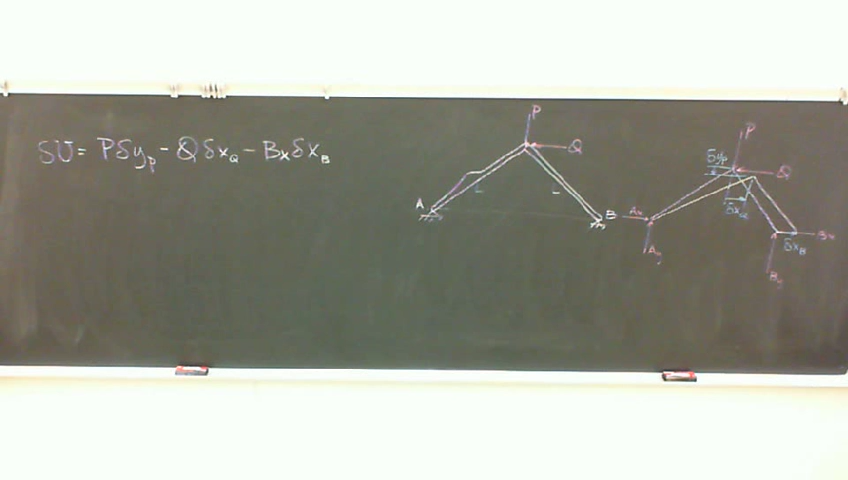 δU = Pδy_P - Qδx_Q - B_xδx_B
P
Q
A
L
L
B
P
δy_P
Q
δx_Q
A_x
A_y
B_x
δx_B
B_y